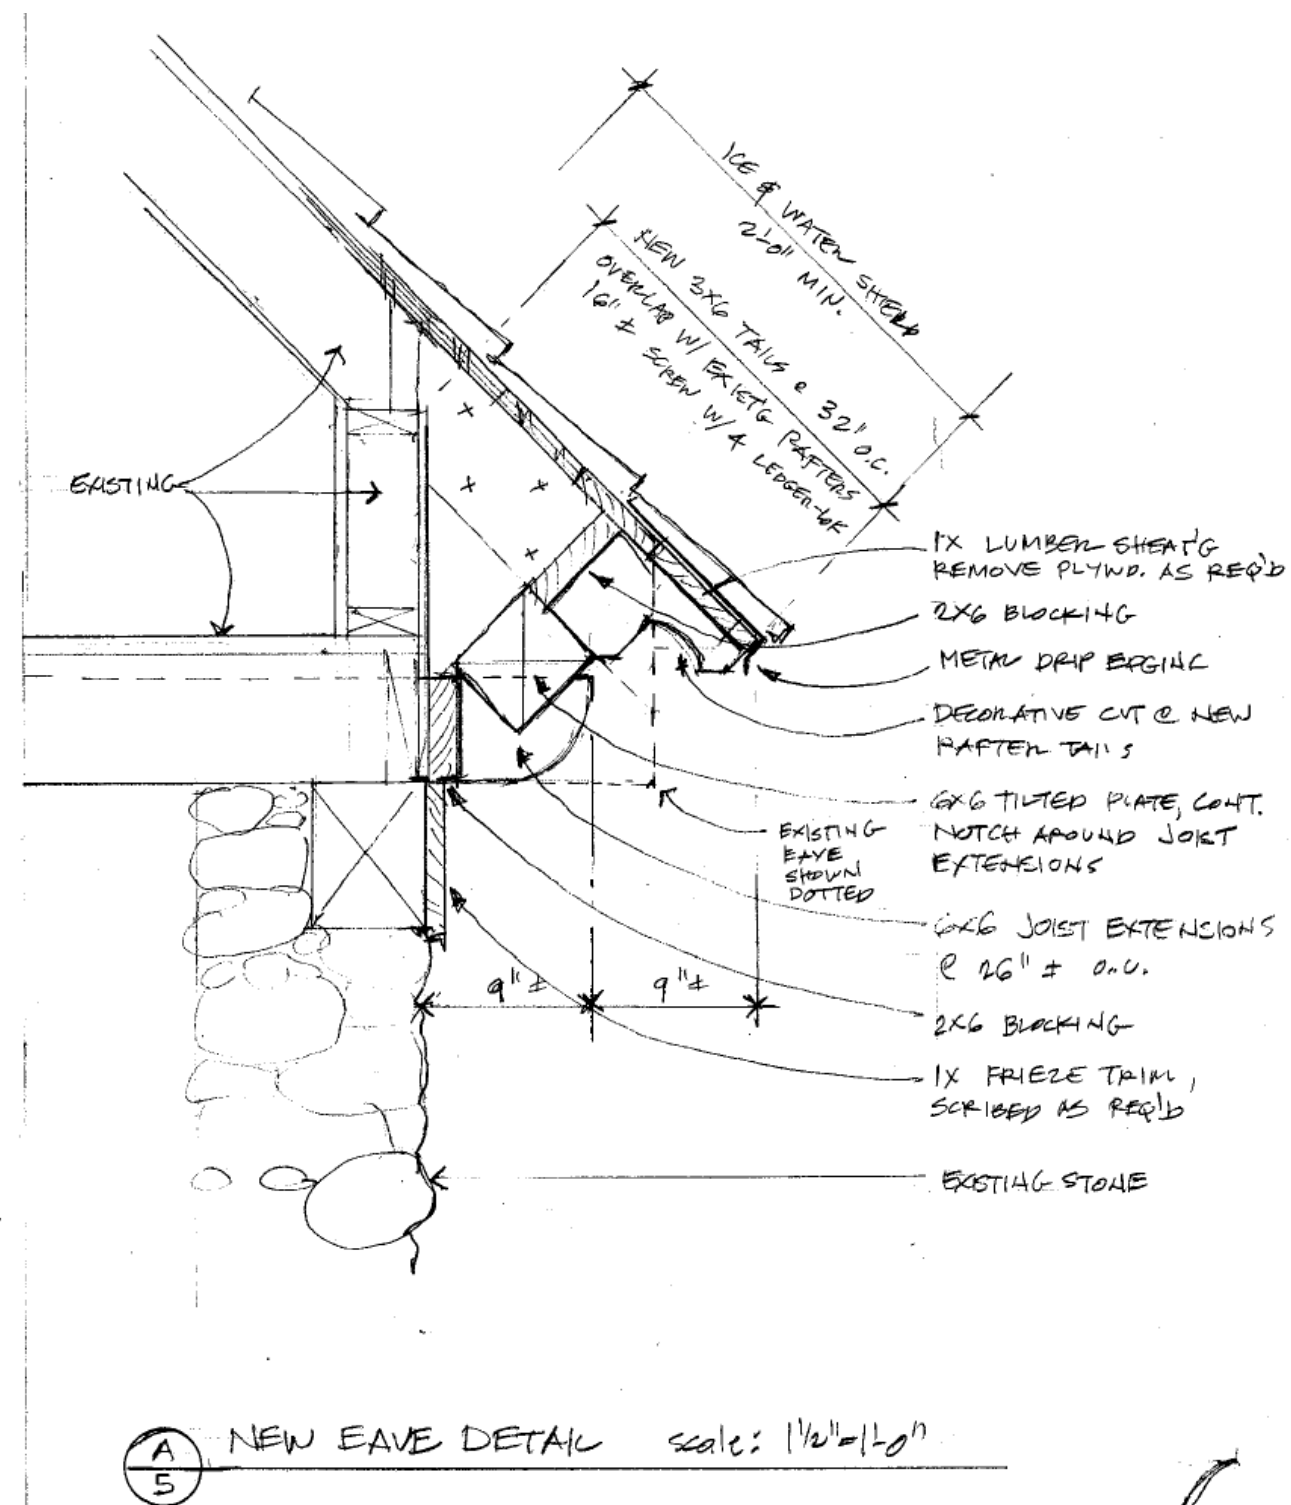 ICE & WATER SHEILD
2'-0" MIN.
NEW 3X6 TAILS @ 32" O.C.
OVERLAP W/ EXIST'G RAFTERS
16" ± SCREW W/ 4 LEDGER-LOK
EXISTING
1X LUMBER SHEAT'G
REMOVE PLYWD. AS REQ'D
2X6 BLOCKING
METAL DRIP EDGING
DECORATIVE CUT @ NEW
RAFTER TAILS
6X6 TILTED PLATE, CONT.
NOTCH AROUND JOIST
EXTENSIONS
EXISTING
EAVE
SHOWN
DOTTED
6X6 JOIST EXTENSIONS
@ 26" ± O.C.
9" ±
9" ±
2X6 BLOCKING
1X FRIEZE TRIM,
SCRIBED AS REQ'D
EXISTING STONE
A
5
NEW EAVE DETAIL scale: 1 1/2"=1'-0"